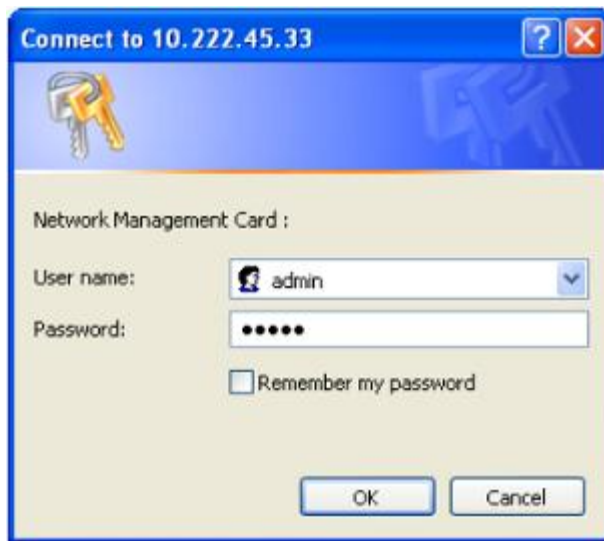 Connect to 10.222.45.33
Network Management Card :
User name: admin
Password: •••••
Remember my password
OK Cancel